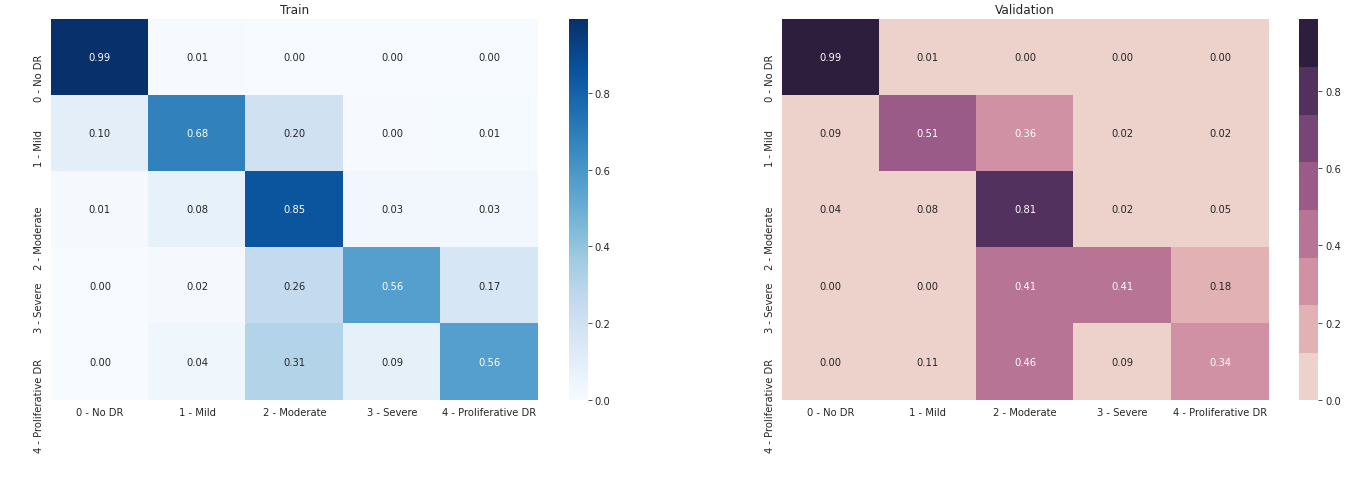 Train
0 - No DR
1 - Mild
2 - Moderate
3 - Severe
4 - Proliferative DR
0.99 0.01 0.00 0.00 0.00
0.10 0.68 0.20 0.00 0.01
0.01 0.08 0.85 0.03 0.03
0.00 0.02 0.26 0.56 0.17
0.00 0.04 0.31 0.09 0.56
0 - No DR 1 - Mild 2 - Moderate 3 - Severe 4 - Proliferative DR
0.8
0.6
0.4
0.2
0.0
Validation
0 - No DR
1 - Mild
2 - Moderate
3 - Severe
4 - Proliferative DR
0.99 0.01 0.00 0.00 0.00
0.09 0.51 0.36 0.02 0.02
0.04 0.08 0.81 0.02 0.05
0.00 0.00 0.41 0.41 0.18
0.00 0.11 0.46 0.09 0.34
0 - No DR 1 - Mild 2 - Moderate 3 - Severe 4 - Proliferative DR
0.8
0.6
0.4
0.2
0.0